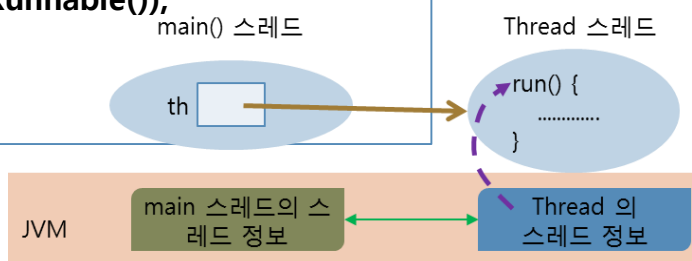 Runnable());
main() 스레드
Thread 스레드
th
run() {
.............
}
JVM
main 스레드의 스
레드 정보
Thread 의
스레드 정보